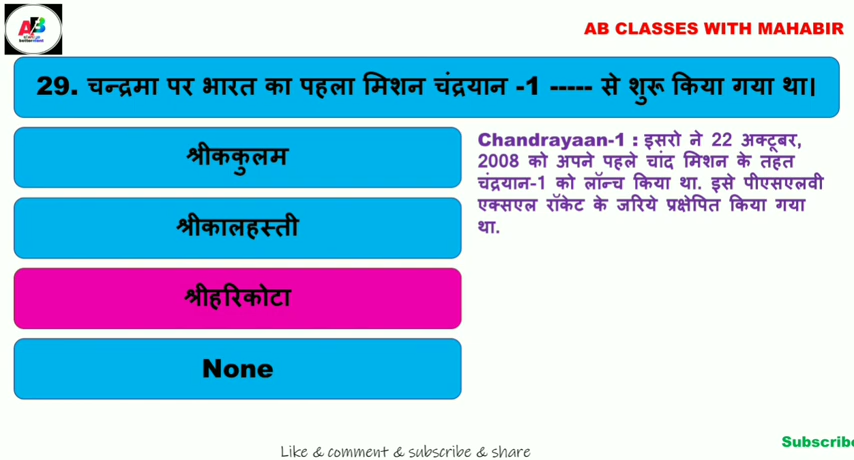 AB CLASSES WITH MAHABIR
29. चन्द्रमा पर भारत का पहला मिशन चंद्रयान -1 ----- से शुरू किया गया था।
श्रीककुलम
श्रीकालहस्ती
श्रीहरिकोटा
None
Chandrayaan-1 : इसरो ने 22 अक्टूबर,
2008 को अपने पहले चांद मिशन के तहत
चंद्रयान-1 को लॉन्च किया था. इसे पीएसएलवी
एक्सएल रॉकेट के जरिये प्रक्षेपित किया गया
था.
Subscribe
Like & comment & subscribe & share